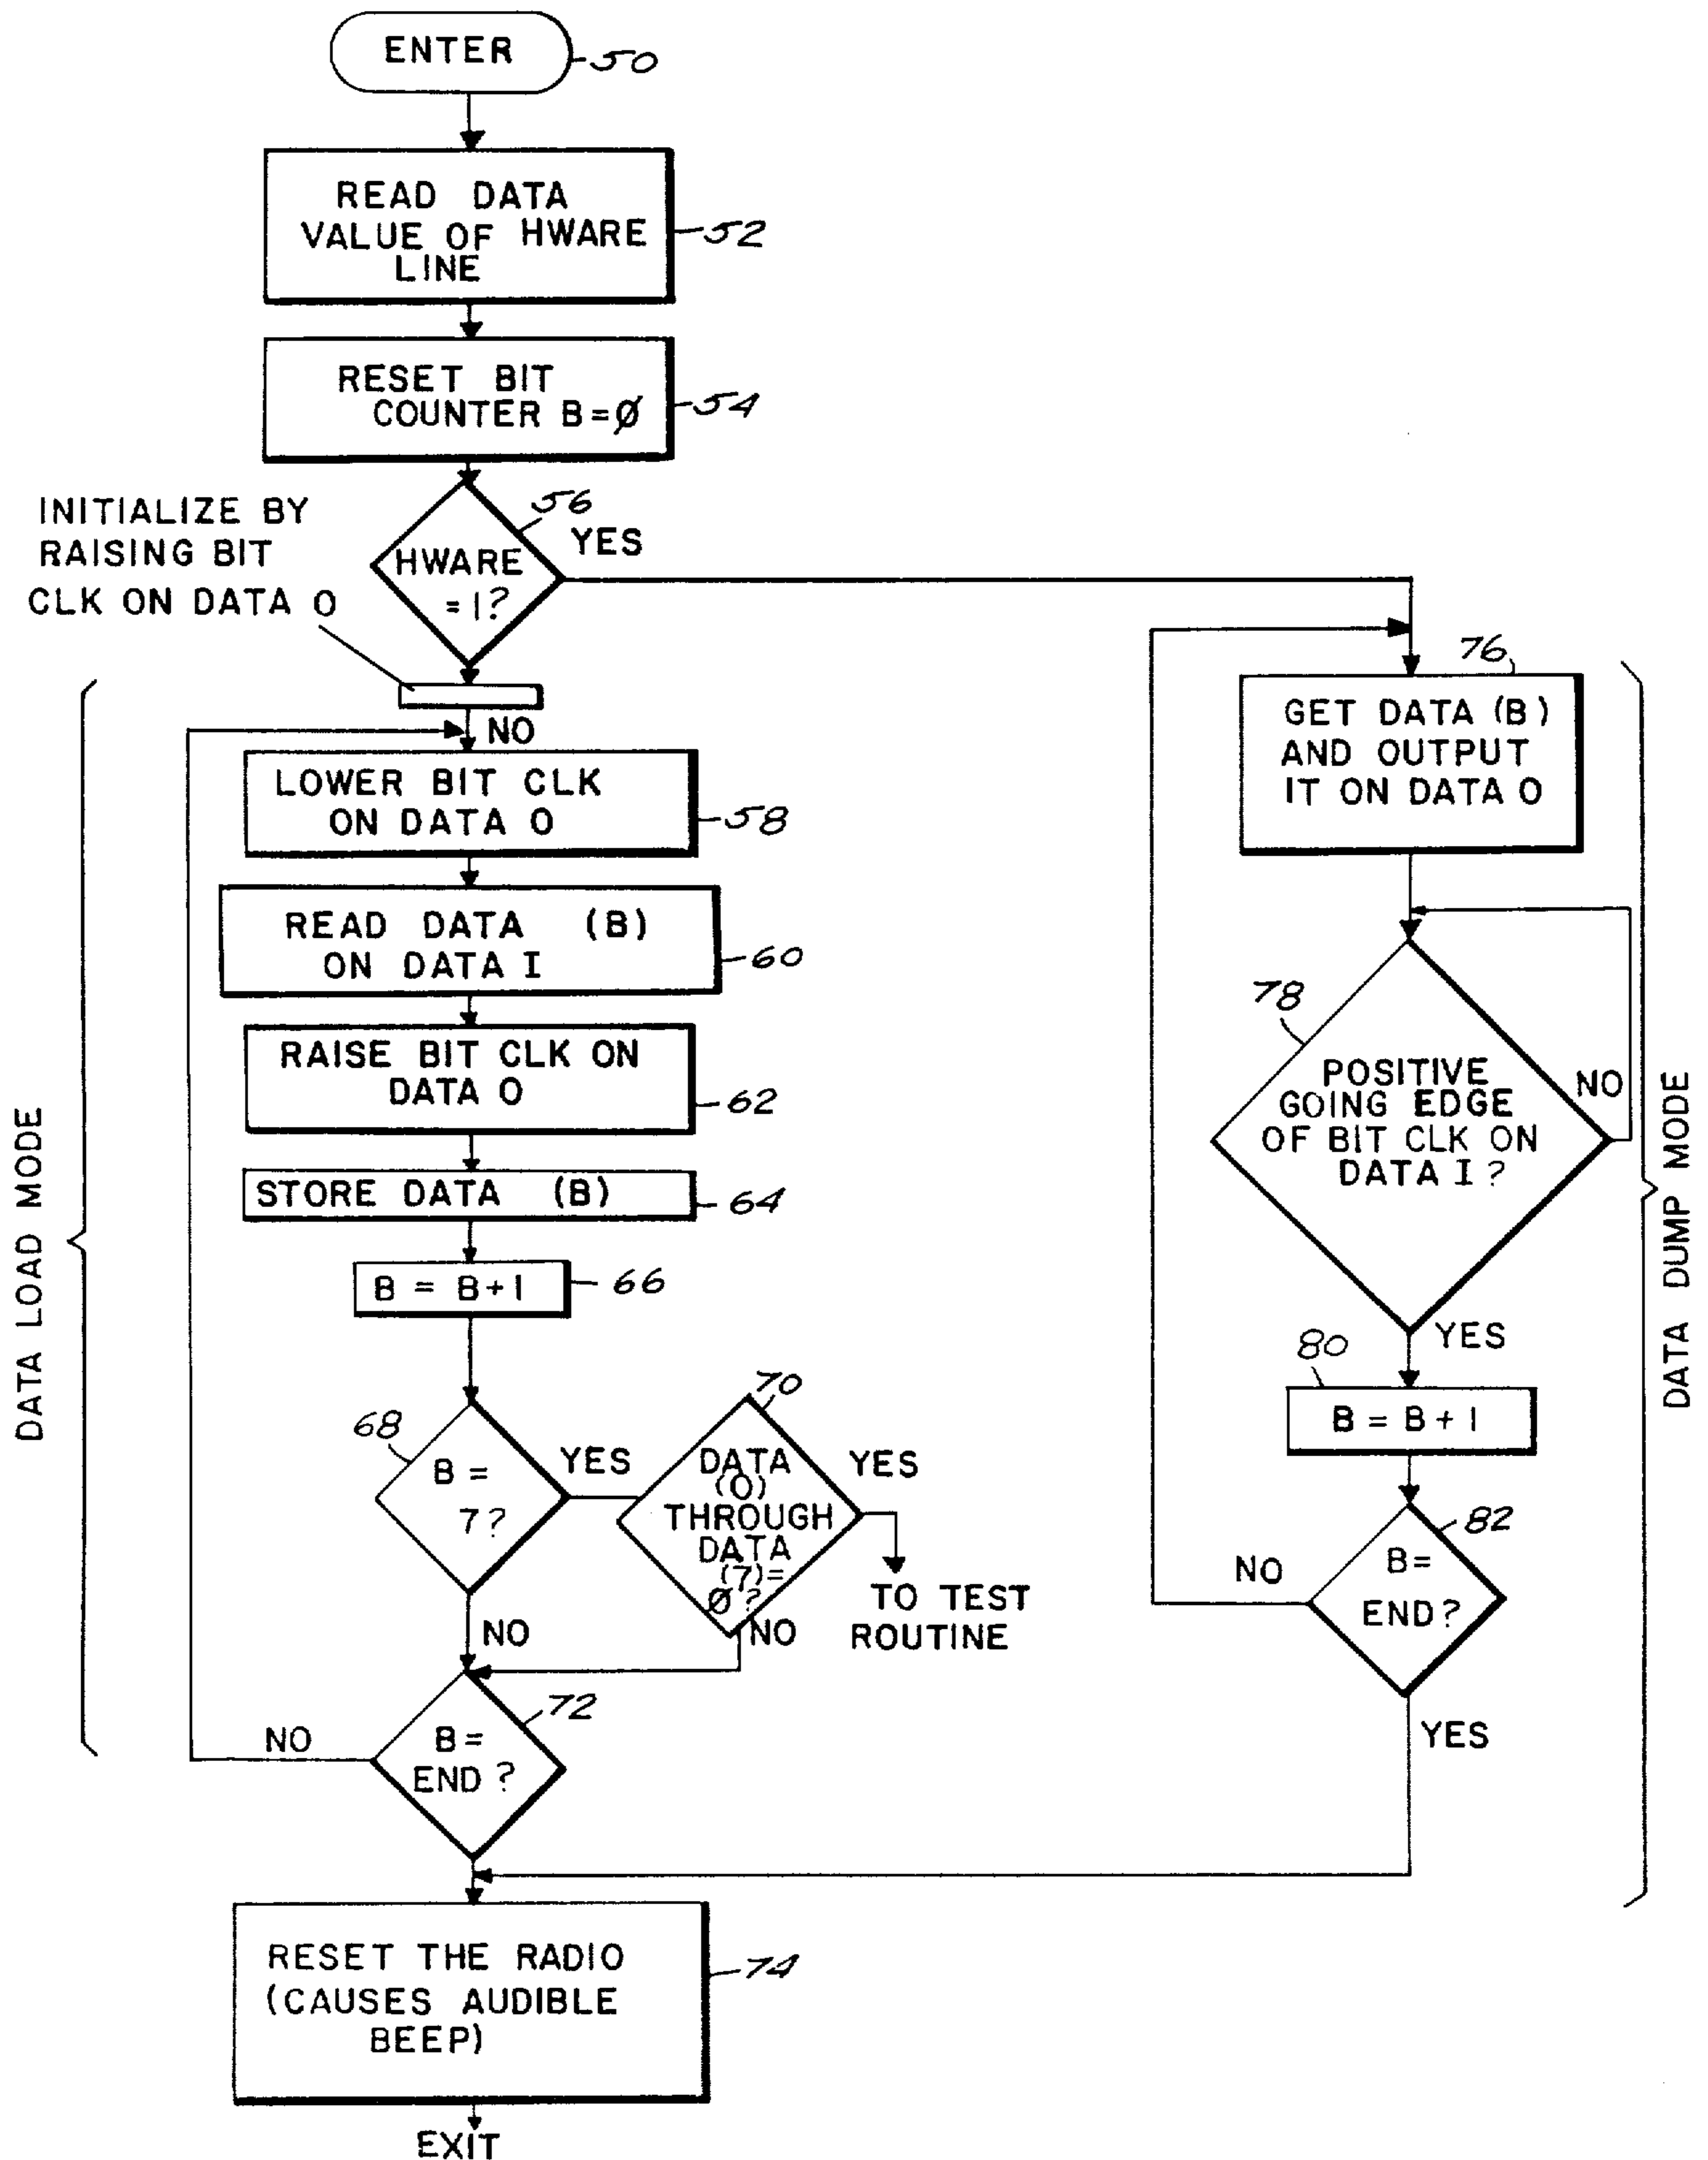 ENTER
50
READ DATA
VALUE OF HWARE
LINE
52
RESET BIT
COUNTER B=Ø
54
INITIALIZE BY
RAISING BIT
CLK ON DATA O
56
HWARE
=1?
YES
NO
LOWER BIT CLK
ON DATA O
58
READ DATA (B)
ON DATA I
60
RAISE BIT CLK ON
DATA O
62
STORE DATA (B)
64
B = B+1
66
68
B =
7?
YES
NO
70
DATA
(O)
THROUGH
DATA
(7)=
Ø?
YES
TO TEST
ROUTINE
NO
72
B =
END?
NO
RESET THE RADIO
(CAUSES AUDIBLE
BEEP)
74
EXIT
DATA LOAD MODE
76
GET DATA (B)
AND OUTPUT
IT ON DATA O
78
POSITIVE
GOING EDGE
OF BIT CLK ON
DATA I?
NO
YES
80
B = B + 1
82
B=
END?
NO
YES
DATA DUMP MODE